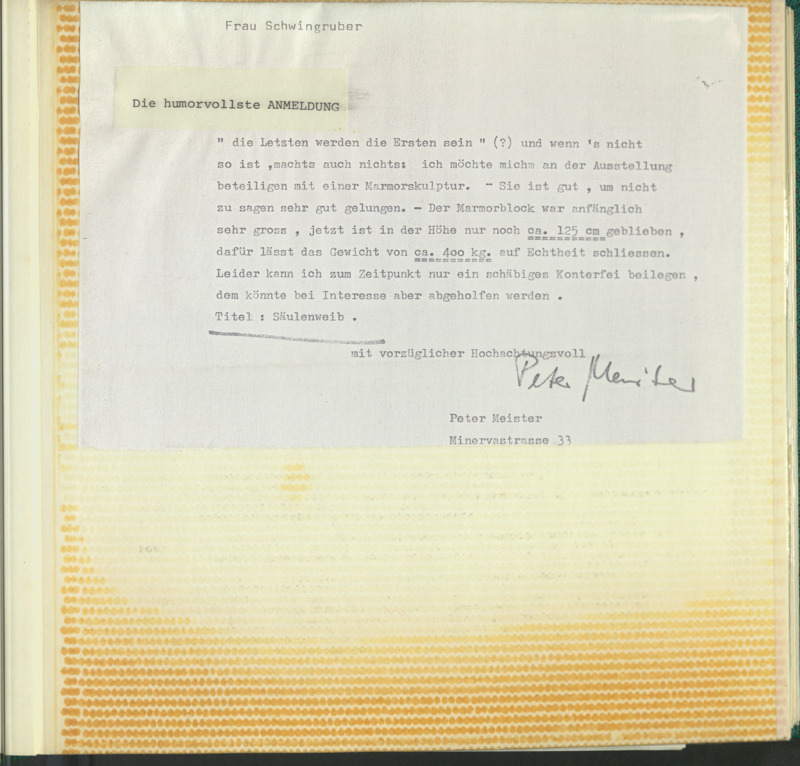 Frau Schwingruber
Die humorvollste ANMELDUNG
" die Letzten werden die Ersten sein " (?) und wenn 's nicht
so ist ,machts auch nichts: ich möchte michm an der Ausstellung
beteiligen mit einer Marmorskulptur. - Sie ist gut , um nicht
zu sagen sehr gut gelungen. - Der Marmorblock war anfänglich
sehr gross , jetzt ist in der Höhe nur noch ca. 125 cm geblieben ,
dafür lässt das Gewicht von ca. 4oo kg. auf Echtheit schliessen.
Leider kann ich zum Zeitpunkt nur ein schäbiges Konterfei beilegen ,
dem könnte bei Interesse aber abgeholfen werden .
Titel : Säulenweib .
mit vorzüglicher Hochachtungsvoll
Peter Meister
Peter Meister
Minervastrasse 33